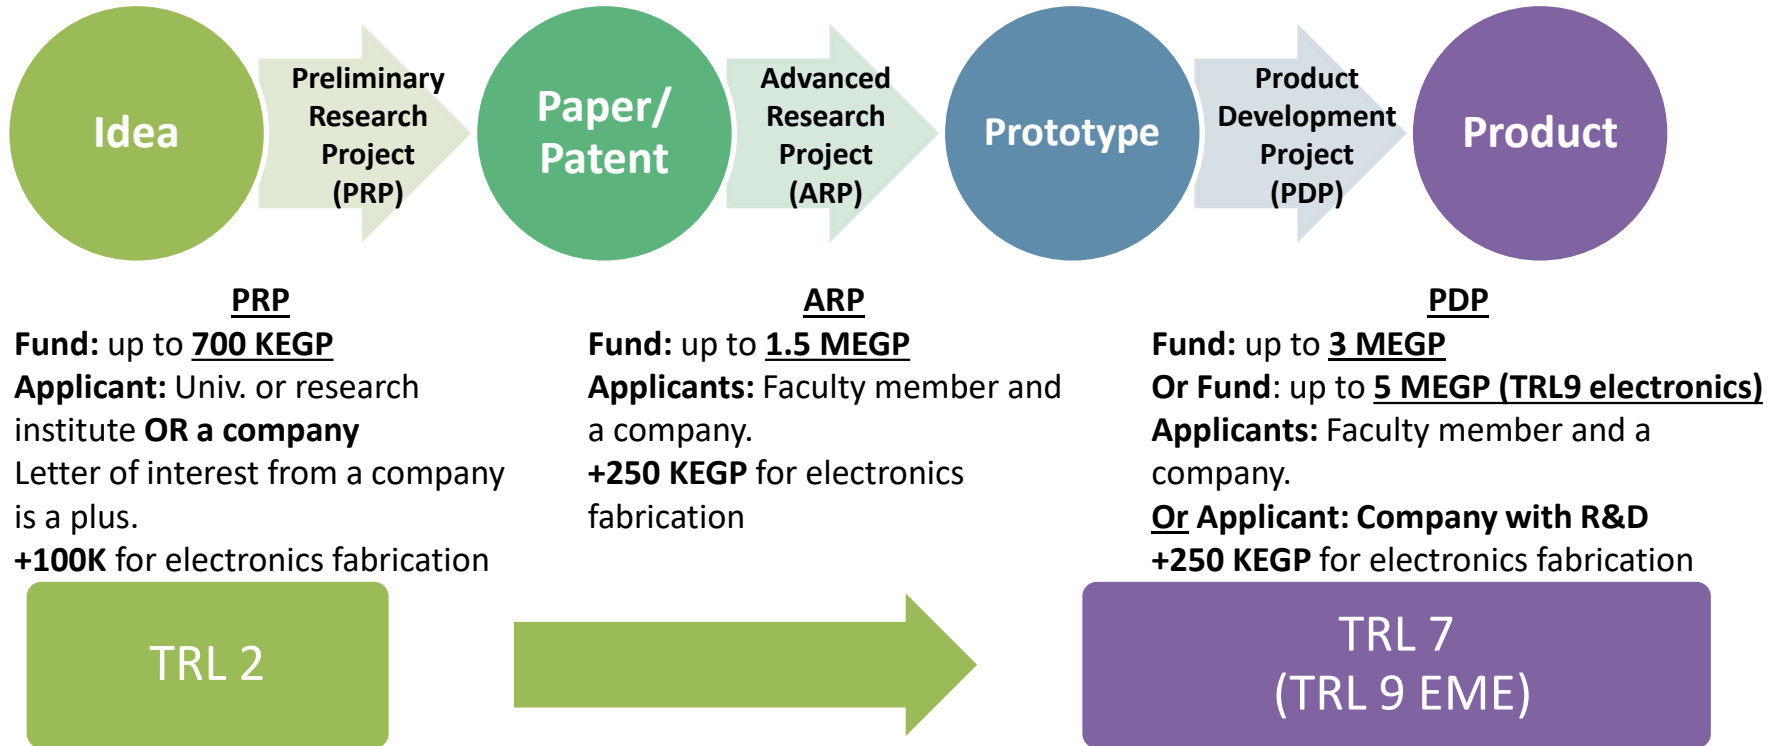 Idea
Preliminary
Research
Project
(PRP)
Paper/
Patent
Advanced
Research
Project
(ARP)
Prototype
Product
Development
Project
(PDP)
Product
PRP
Fund: up to 700 KEGP
Applicant: Univ. or research
institute OR a company
Letter of interest from a company
is a plus.
+100K for electronics fabrication
ARP
Fund: up to 1.5 MEGP
Applicants: Faculty member and
a company.
+250 KEGP for electronics
fabrication
PDP
Fund: up to 3 MEGP
Or Fund: up to 5 MEGP (TRL9 electronics)
Applicants: Faculty member and a
company.
Or Applicant: Company with R&D
+250 KEGP for electronics fabrication
TRL 2
TRL 7
(TRL 9 EME)